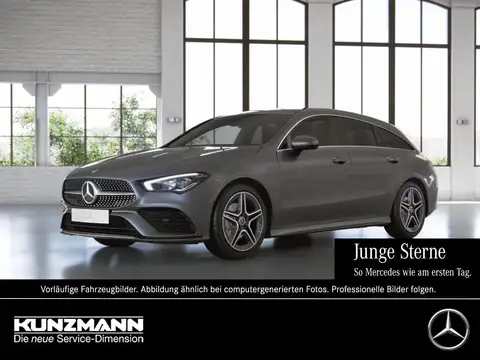 Junge Sterne
So Mercedes wie am ersten Tag.
Vorläufige Fahrzeugbilder. Abbildung ähnlich bei computergenerierten Fotos. Professionelle Bilder folgen.
KUNZMANN
Die neue Service-Dimension